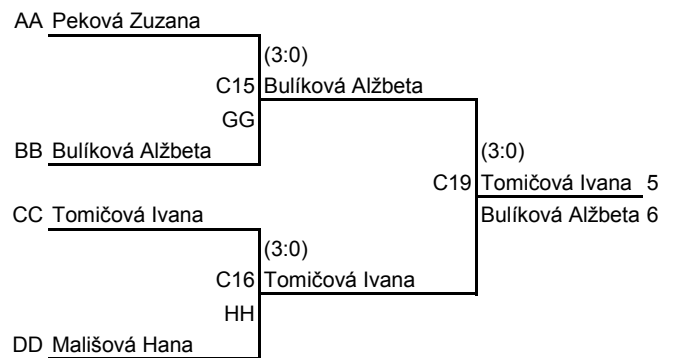 AA Peková Zuzana
(3:0)
C15 Bulíková Alžbeta
GG
BB Bulíková Alžbeta
(3:0)
C19 Tomičová Ivana 5
CC Tomičová Ivana
Bulíková Alžbeta 6
(3:0)
C16 Tomičová Ivana
HH
DD Mališová Hana